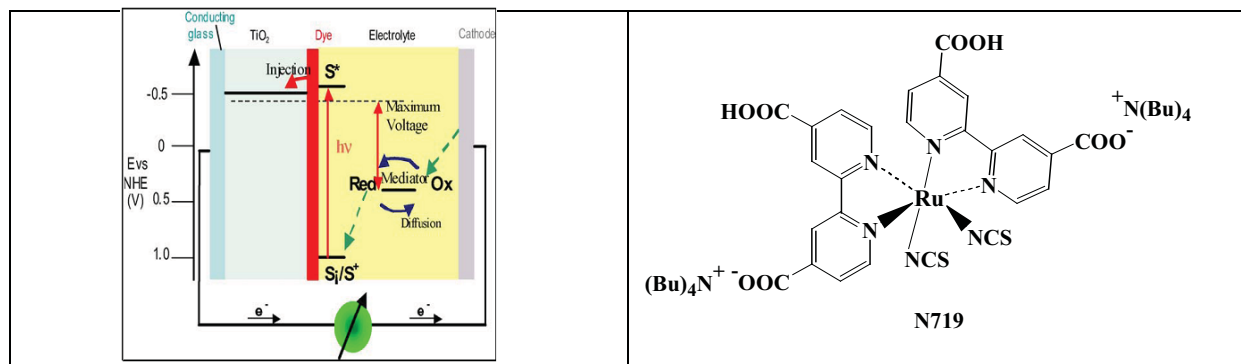 Conducting
glass
TiO₂
Dye
Electrolyte
Cathode
Injection
S*
-0.5
Maximum
Voltage
0
hν
E vs
NHE
(V)
Red
Mediator
Ox
0.5
Diffusion
1.0
Sᵢ/S⁺
e⁻
e⁻
COOH
HOOC
⁺N(Bu)₄
COO⁻
N
N
N
N
Ru
NCS
NCS
(Bu)₄N⁺ ⁻OOC
N719